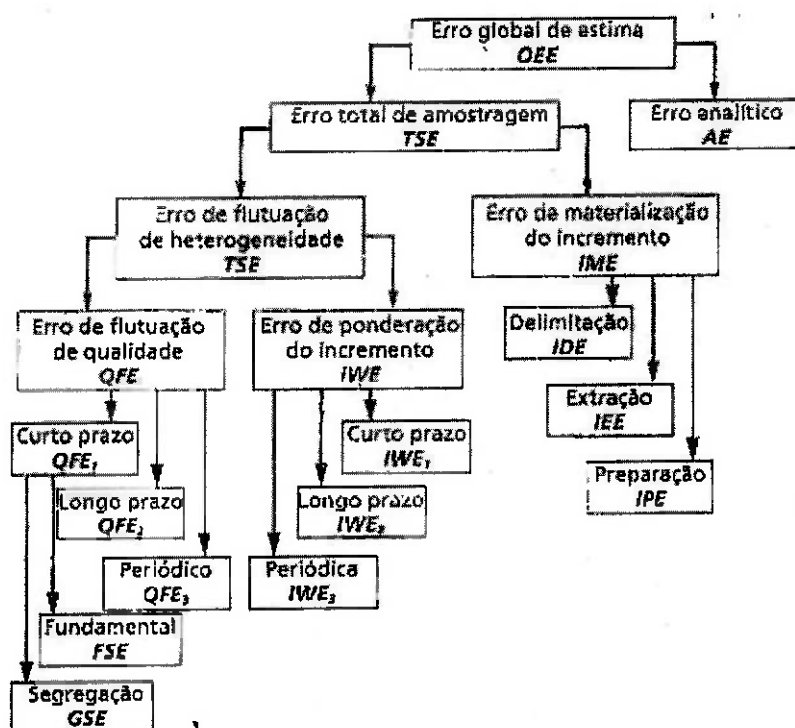 Erro global de estima
OEE
Erro total de amostragem
TSE
Erro analítico
AE
Erro de flutuação
de heterogeneidade
TSE
Erro de materialização
do incremento
IME
Erro de flutuação
de qualidade
QFE
Erro de ponderação
do incremento
IWE
Delimitação
IDE
Extração
IEE
Preparação
IPE
Curto prazo
QFE₁
Curto prazo
IWE₁
Longo prazo
QFE₂
Longo prazo
IWE₂
Periódico
QFE₃
Periódica
IWE₃
Fundamental
FSE
Segregação
GSE